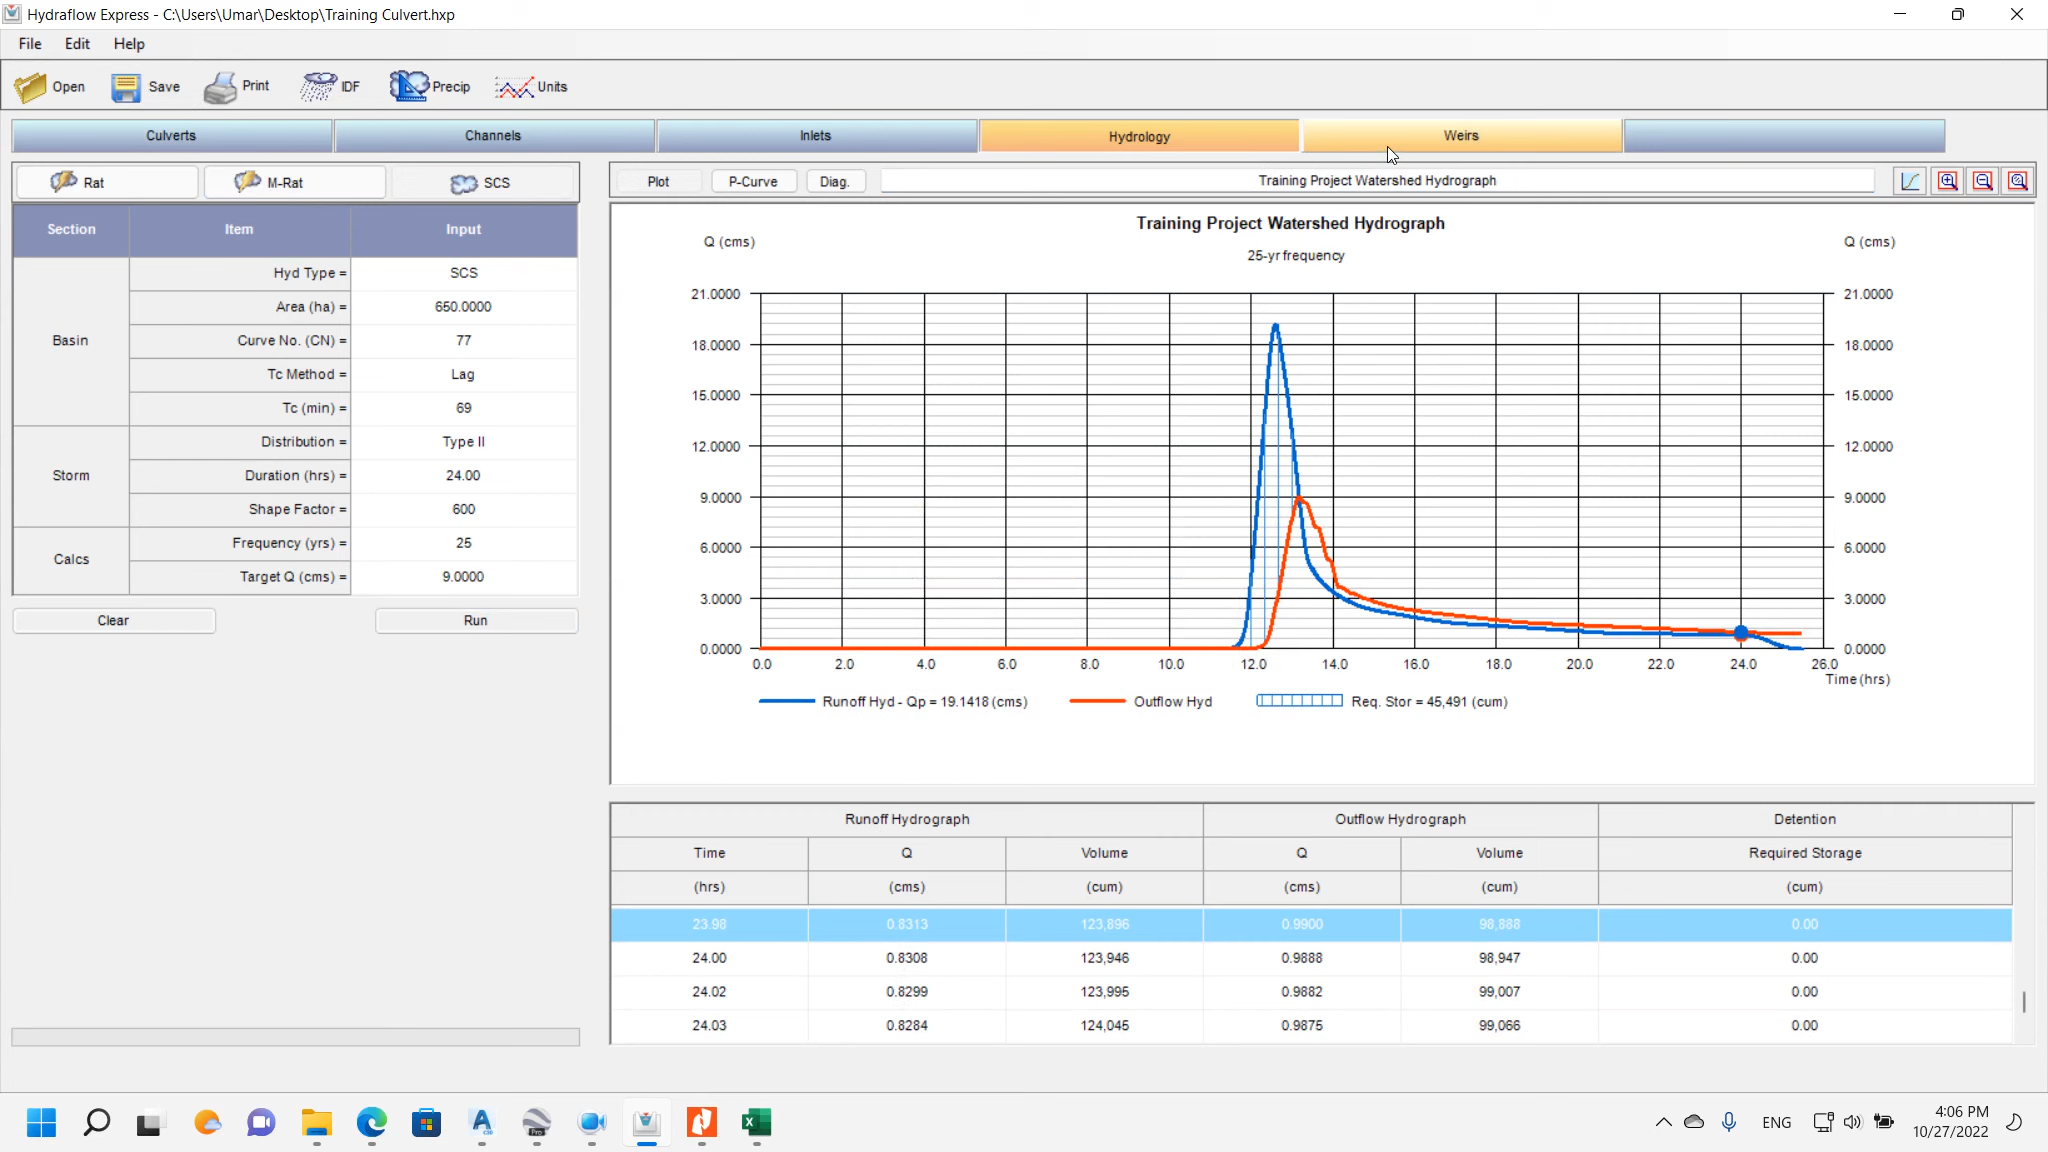 Hydraflow Express - C:\Users\Umar\Desktop\Training Culvert.hxp
File Edit Help
Open Save Print IDF Precip Units
Culverts Channels Inlets Hydrology Weirs
Rat M-Rat SCS
Plot P-Curve Diag. Training Project Watershed Hydrograph
Section Item Input
Basin
Hyd Type = SCS
Area (ha) = 650.0000
Curve No. (CN) = 77
Tc Method = Lag
Tc (min) = 69
Storm
Distribution = Type II
Duration (hrs) = 24.00
Shape Factor = 600
Calcs
Frequency (yrs) = 25
Target Q (cms) = 9.0000
Clear Run
Training Project Watershed Hydrograph
Q (cms) Q (cms)
25-yr frequency
21.0000 21.0000
18.0000 18.0000
15.0000 15.0000
12.0000 12.0000
9.0000 9.0000
6.0000 6.0000
3.0000 3.0000
0.0000 0.0000
0.0 2.0 4.0 6.0 8.0 10.0 12.0 14.0 16.0 18.0 20.0 22.0 24.0 26.0
Time (hrs)
Runoff Hyd - Qp = 19.1418 (cms) Outflow Hyd Req. Stor = 45,491 (cum)
Runoff Hydrograph Outflow Hydrograph Detention
Time Q Volume Q Volume Required Storage
(hrs) (cms) (cum) (cms) (cum) (cum)
23.98 0.8313 123,896 0.9900 98,888 0.00
24.00 0.8308 123,946 0.9888 98,947 0.00
24.02 0.8299 123,995 0.9882 99,007 0.00
24.03 0.8284 124,045 0.9875 99,066 0.00
ENG
4:06 PM
10/27/2022